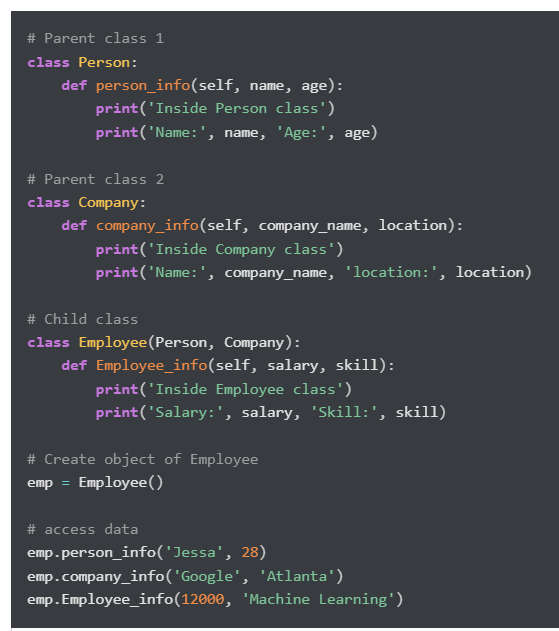 # Parent class 1
class Person:
    def person_info(self, name, age):
        print('Inside Person class')
        print('Name:', name, 'Age:', age)

# Parent class 2
class Company:
    def company_info(self, company_name, location):
        print('Inside Company class')
        print('Name:', company_name, 'location:', location)

# Child class
class Employee(Person, Company):
    def Employee_info(self, salary, skill):
        print('Inside Employee class')
        print('Salary:', salary, 'Skill:', skill)

# Create object of Employee
emp = Employee()

# access data
emp.person_info('Jessa', 28)
emp.company_info('Google', 'Atlanta')
emp.Employee_info(12000, 'Machine Learning')